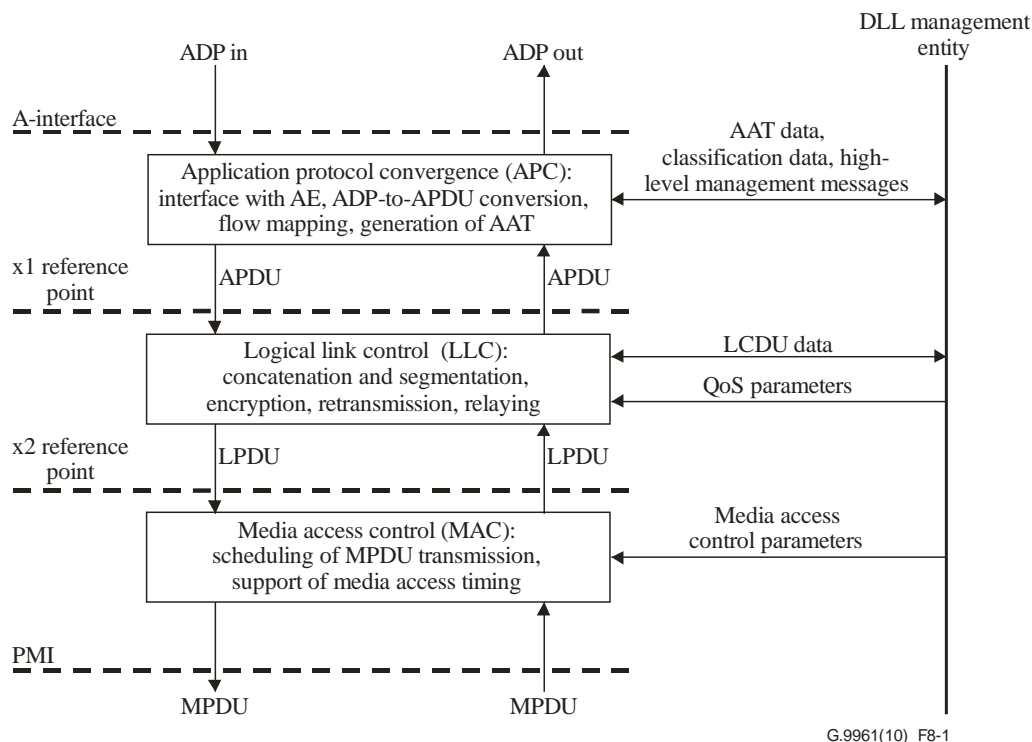 DLL management
entity
ADP in
ADP out
A-interface
AAT data,
classification data, high-
level management messages
Application protocol convergence (APC):
interface with AE, ADP-to-APDU conversion,
flow mapping, generation of AAT
x1 reference
point
APDU
APDU
Logical link control (LLC):
concatenation and segmentation,
encryption, retransmission, relaying
LCDU data
QoS parameters
x2 reference
point
LPDU
LPDU
Media access control (MAC):
scheduling of MPDU transmission,
support of media access timing
Media access
control parameters
PMI
MPDU
MPDU
G.9961(10)_F8-1